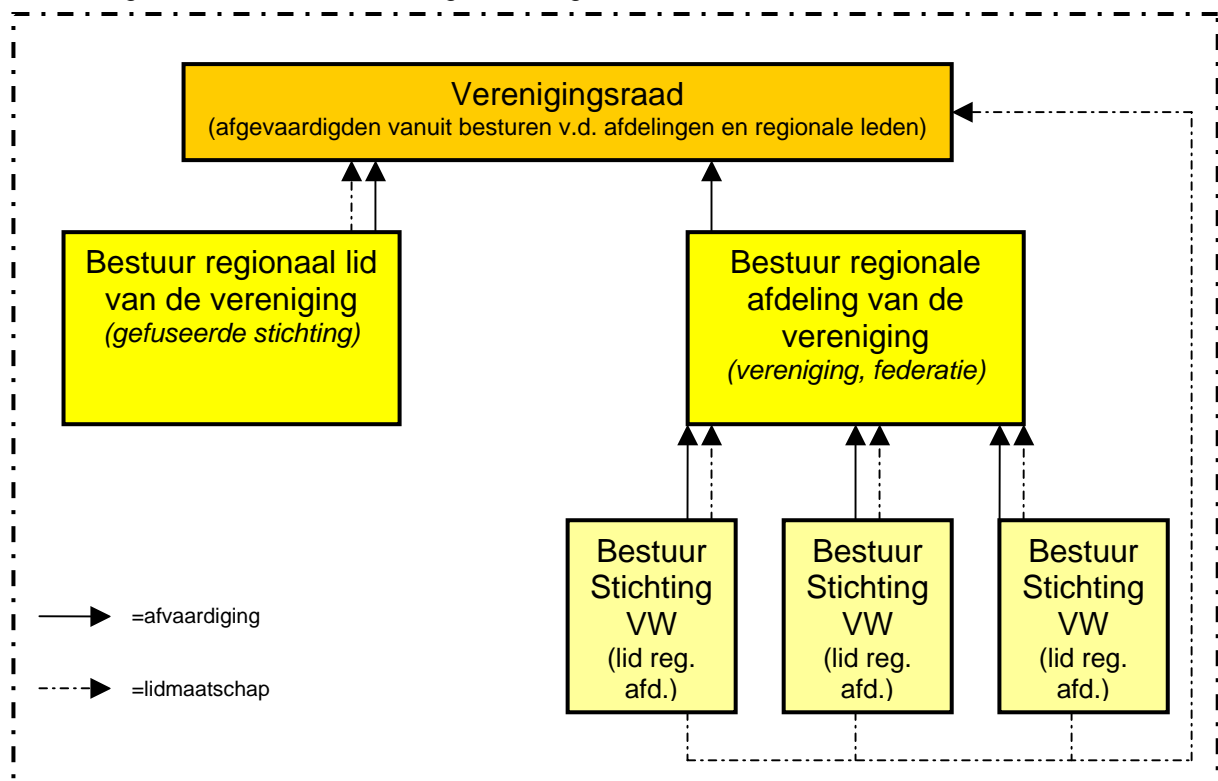 Verenigingsraad
(afgevaardigden vanuit besturen v.d. afdelingen en regionale leden)
Bestuur regionaal lid
van de vereniging
(gefuseerde stichting)
Bestuur regionale
afdeling van de
vereniging
(vereniging, federatie)
Bestuur
Stichting
VW
(lid reg.
afd.)
Bestuur
Stichting
VW
(lid reg.
afd.)
Bestuur
Stichting
VW
(lid reg.
afd.)
=afvaardiging
=lidmaatschap